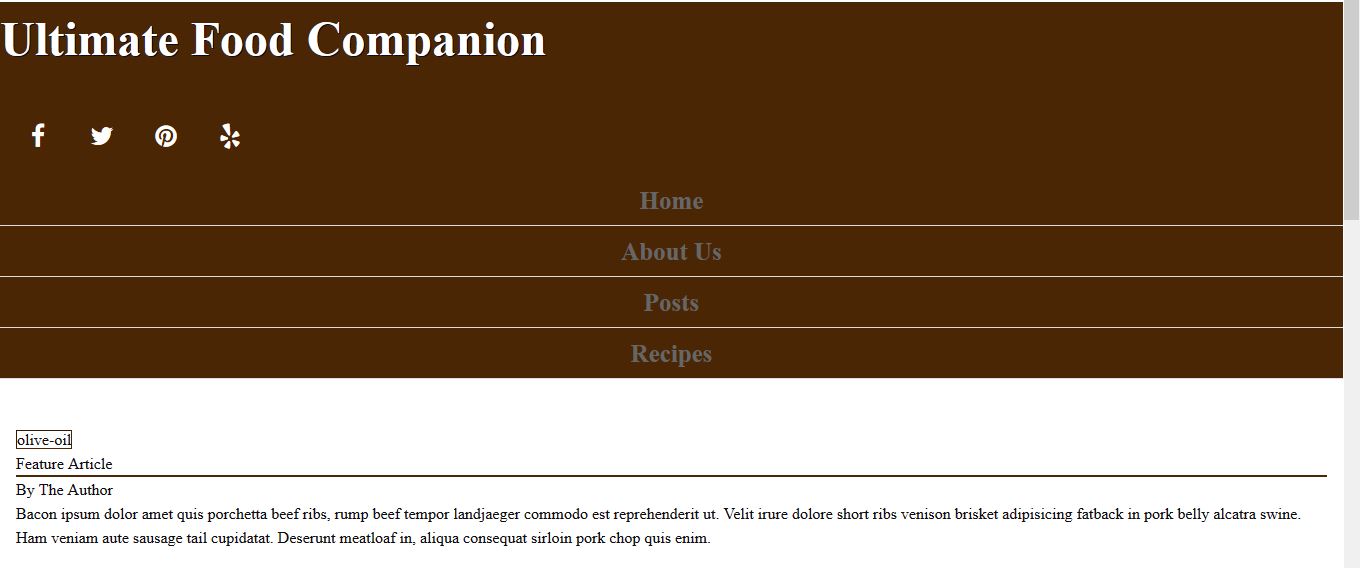 Ultimate Food Companion
Home
About Us
Posts
Recipes
olive-oil
Feature Article
By The Author
Bacon ipsum dolor amet quis porchetta beef ribs, rump beef tempor landjaeger commodo est reprehenderit ut. Velit irure dolore short ribs venison brisket adipisicing fatback in pork belly alcatra swine.
Ham veniam aute sausage tail cupidatat. Deserunt meatloaf in, aliqua consequat sirloin pork chop quis enim.